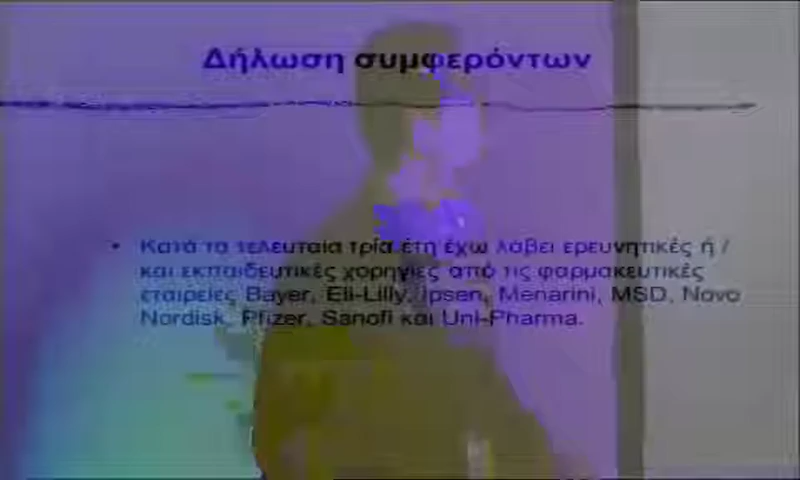 Δήλωση συμφερόντων
• Κατά τα τελευταία τρία έτη έχω λάβει ερευνητικές ή /
και εκπαιδευτικές χορηγίες από τις φαρμακευτικές
εταιρείες Bayer, Eli-Lilly, Ipsen, Menarini, MSD, Novo
Nordisk, Pfizer, Sanofi και Uni-Pharma.